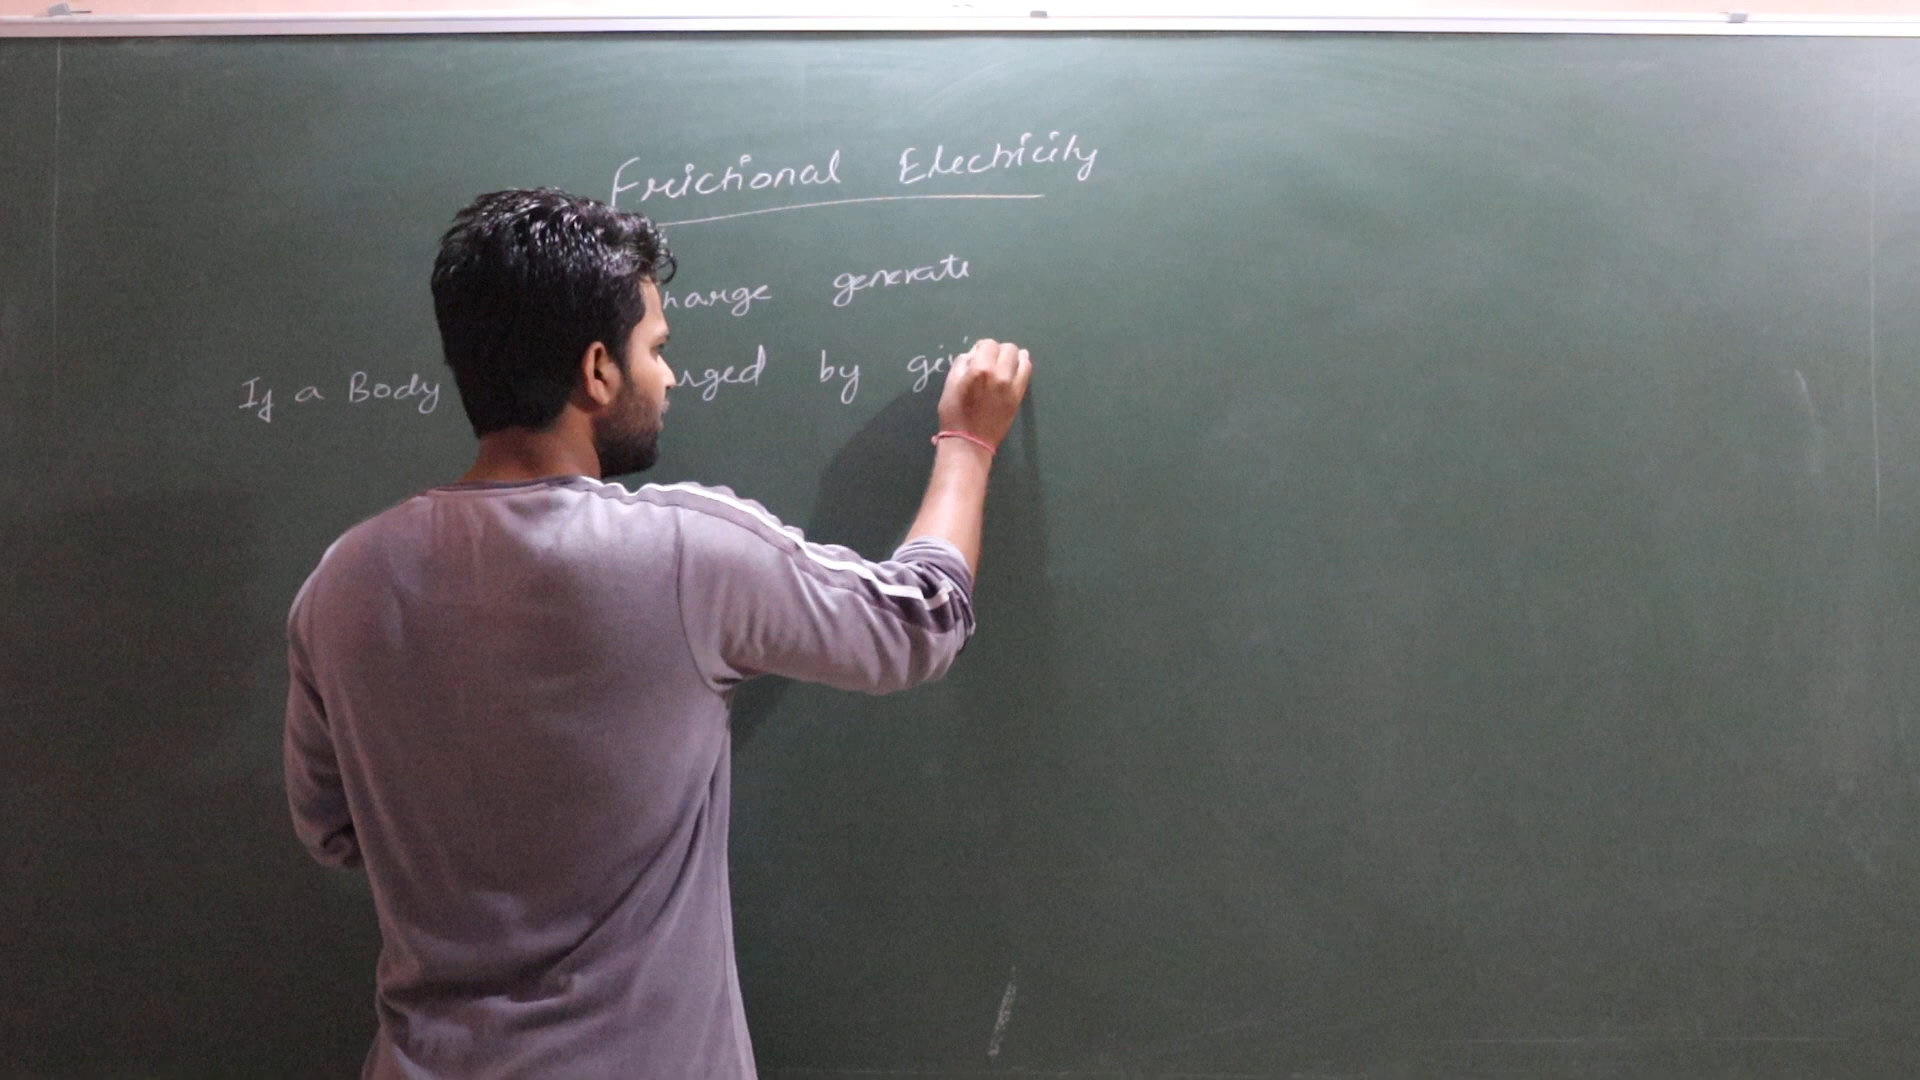 Frictional Electricity
harge generate
If a Body rged by gi